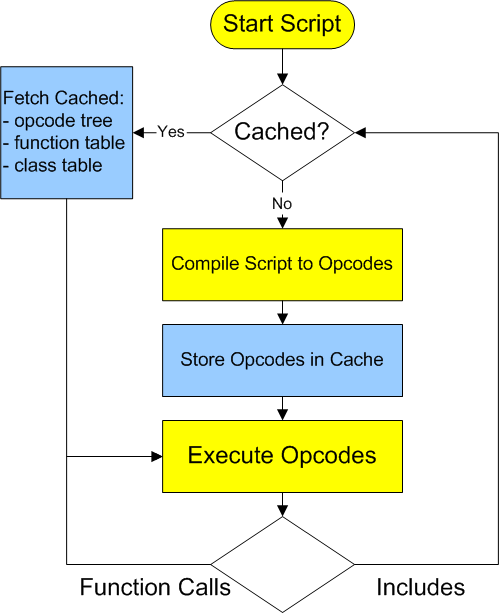 Start Script
Fetch Cached:
- opcode tree
- function table
- class table
Yes
Cached?
No
Compile Script to Opcodes
Store Opcodes in Cache
Execute Opcodes
Function Calls
Includes